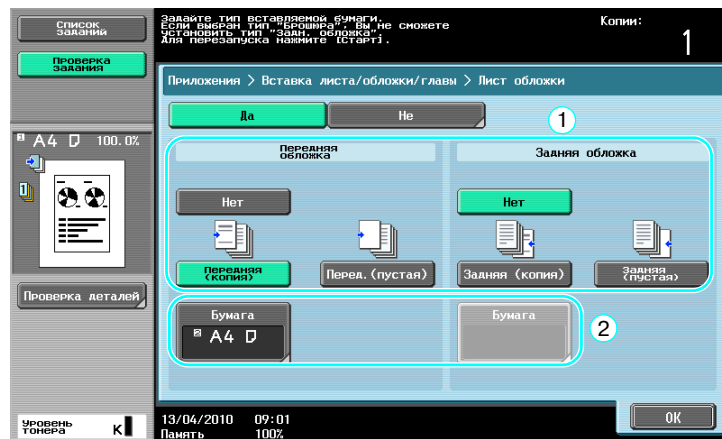 Список
заданий
Проверка
задания
Задайте тип вставляемой бумаги.
Если выбран тип "Брошюра", Вы не сможете
установить тип "Задн. обложка".
Для перезапуска нажмите [Старт].
Копии:
1
Приложения > Вставка листа/обложки/главы > Лист обложки
Да
Не
1
A4 100.0%
Передняя
обложка
Задняя обложка
Нет
Нет
Передняя
(копия)
Перед.(пустая)
Задняя (копия)
Задняя
(пустая)
Проверка деталей
Бумага
A4
Бумага
2
OK
Уровень
тонера
K
13/04/2010 09:01
Память 100%